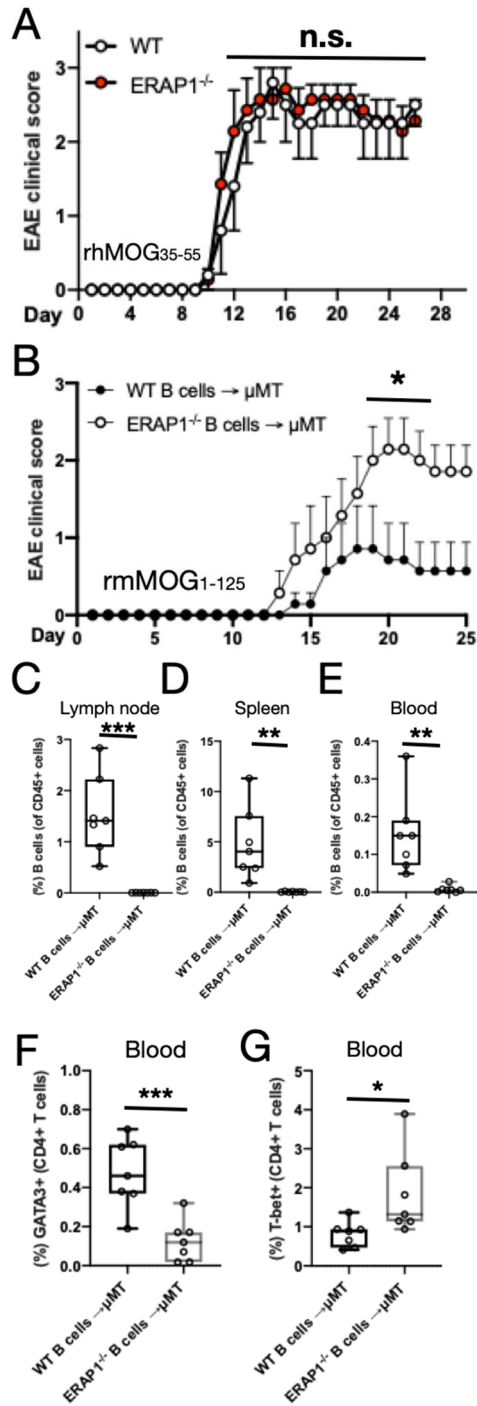 A
n.s.
WT
ERAP1-/-
EAE clinical score
3
2
1
0
rhMOG35-55
Day 0 4 8 12 16 20 24 28
B
*
WT B cells → µMT
ERAP1-/- B cells → µMT
EAE clinical score
3
2
1
0
rmMOG1-125
Day 0 5 10 15 20 25
C
Lymph node
***
(%) B cells (of CD45+ cells)
3
2
1
0
WT B cells →µMT
ERAP1-/- B cells →µMT
D
Spleen
**
(%) B cells (of CD45+ cells)
15
10
5
0
WT B cells →µMT
ERAP1-/- B cells →µMT
E
Blood
**
(%) B cells (of CD45+ cells)
0.4
0.3
0.2
0.1
0.0
WT B cells →µMT
ERAP1-/- B cells →µMT
F
Blood
***
(%) GATA3+ (CD4+ T cells)
1.0
0.8
0.6
0.4
0.2
0.0
WT B cells →µMT
ERAP1-/- B cells →µMT
G
Blood
*
(%) T-bet+ (CD4+ T cells)
5
4
3
2
1
0
WT B cells →µMT
ERAP1-/- B cells →µMT